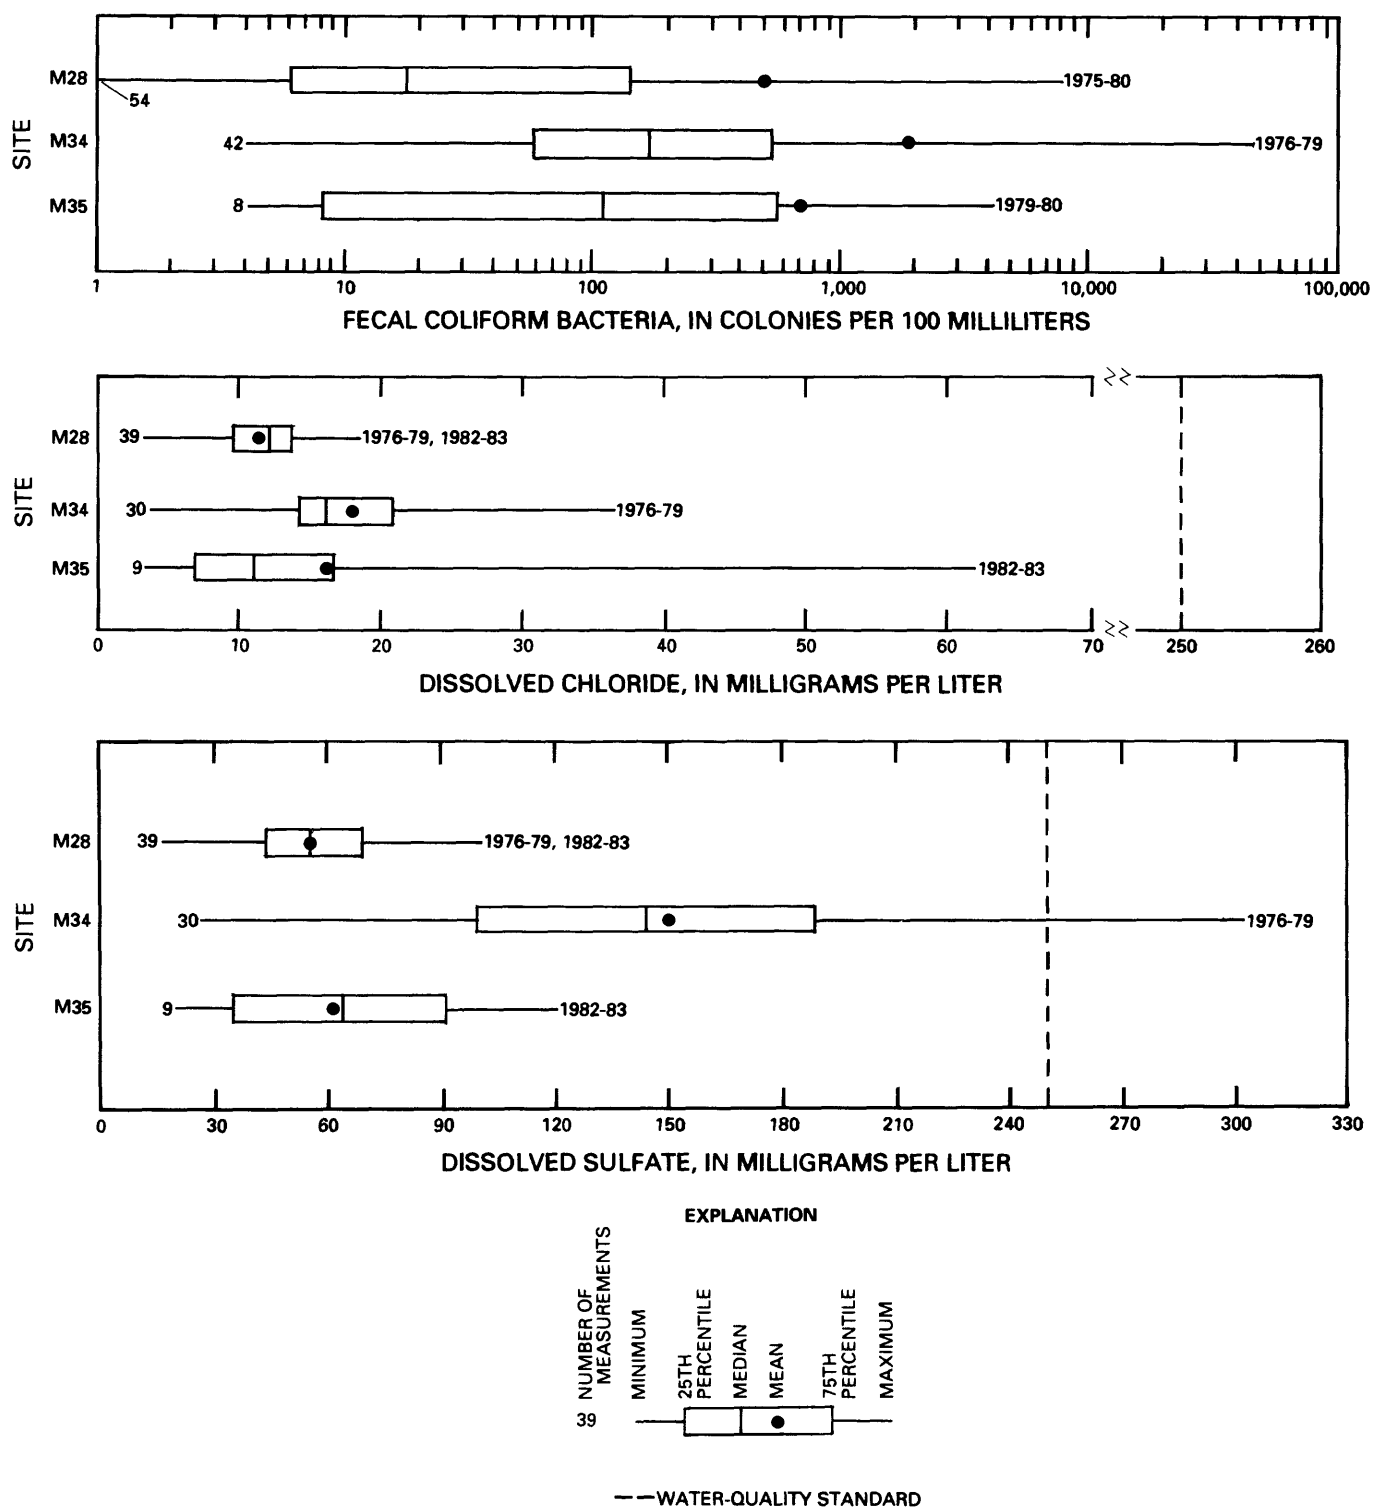 SITE
M28
54
1975-80
M34
42
1976-79
M35
8
1979-80
1 10 100 1,000 10,000 100,000
FECAL COLIFORM BACTERIA, IN COLONIES PER 100 MILLILITERS
SITE
M28
39
1976-79, 1982-83
M34
30
1976-79
M35
9
1982-83
0 10 20 30 40 50 60 70 250 260
DISSOLVED CHLORIDE, IN MILLIGRAMS PER LITER
SITE
M28
39
1976-79, 1982-83
M34
30
1976-79
M35
9
1982-83
0 30 60 90 120 150 180 210 240 270 300 330
DISSOLVED SULFATE, IN MILLIGRAMS PER LITER
EXPLANATION
NUMBER OF
MEASUREMENTS
MINIMUM
25TH
PERCENTILE
MEDIAN
MEAN
75TH
PERCENTILE
MAXIMUM
39
WATER-QUALITY STANDARD